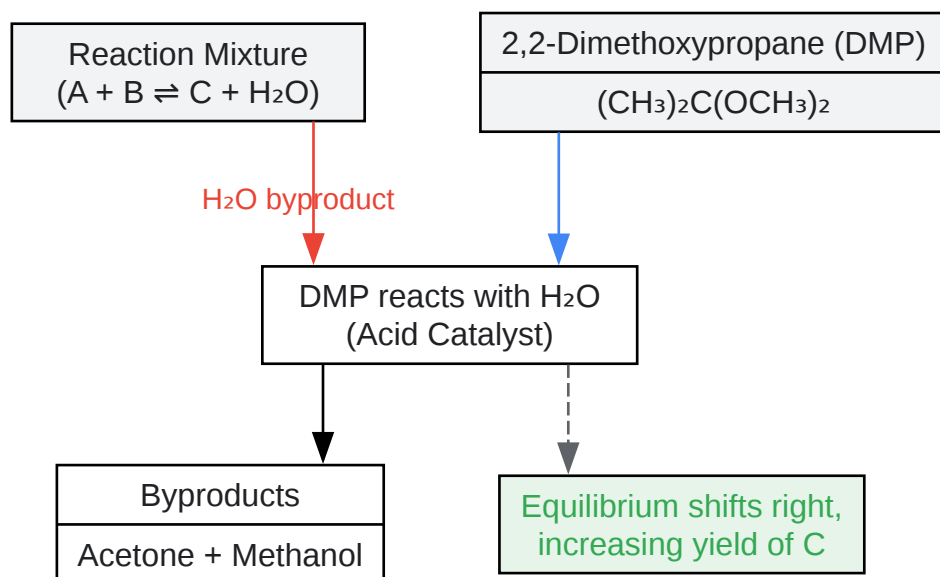 Reaction Mixture
(A + B ⇌ C + H₂O)
2,2-Dimethoxypropane (DMP)
(CH₃)₂C(OCH₃)₂
H₂O byproduct
DMP reacts with H₂O
(Acid Catalyst)
Byproducts
Acetone + Methanol
Equilibrium shifts right,
increasing yield of C